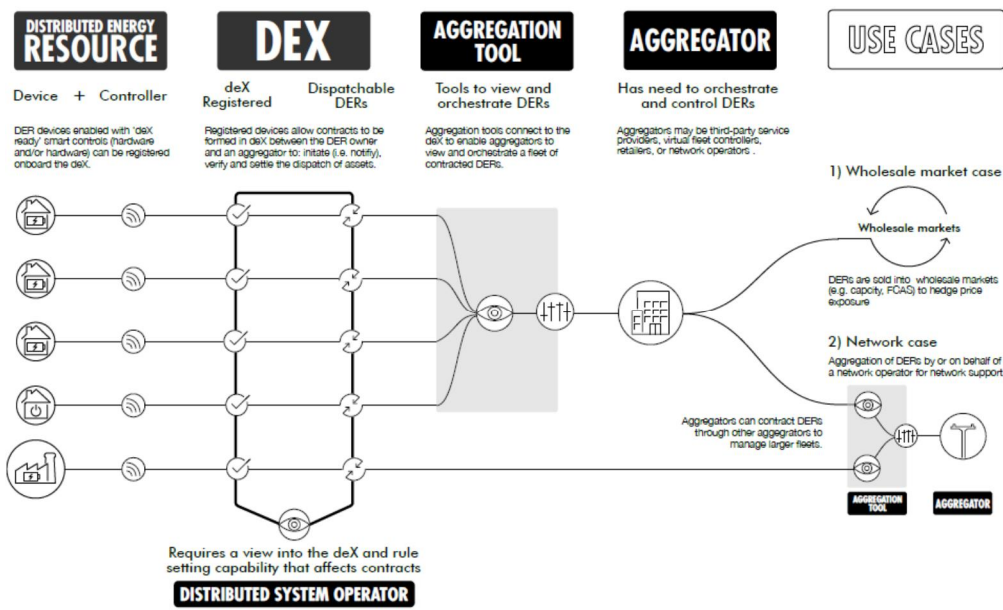 DISTRIBUTED ENERGY
RESOURCE
Device + Controller
DER devices enabled with 'deX
ready' smart controls (hardware
and/or hardware) can be registered
onboard the deX.
DEX
deX
Registered
Dispatchable
DERs
Registered devices allow contracts to be
formed in deX between the DER owner
and an aggregator to: initate (i.e. notifiy),
verify and settle the dispatch of assets.
AGGREGATION
TOOL
Tools to view and
orchestrate DERs
Aggregation tools connect to the
deX to enable aggregators to
view and orchestrate a fleet of
contracted DERs.
AGGREGATOR
Has need to orchestrate
and control DERs
Aggregators may be third-party service
providers, virtual fleet controllers,
retailers, or network operators .
USE CASES
1) Wholesale market case
Wholesale markets
DERs are sold into wholesale markets
(e.g. capcity, FCAS) to hedge price
exposure
2) Network case
Aggregation of DERs by or on behalf of
a network operator for network support
Aggregators can contract DERs
through other aggegrators to
manage larger fleets.
AGGREGATION
TOOL
AGGREGATOR
Requires a view into the deX and rule
setting capability that affects contracts
DISTRIBUTED SYSTEM OPERATOR